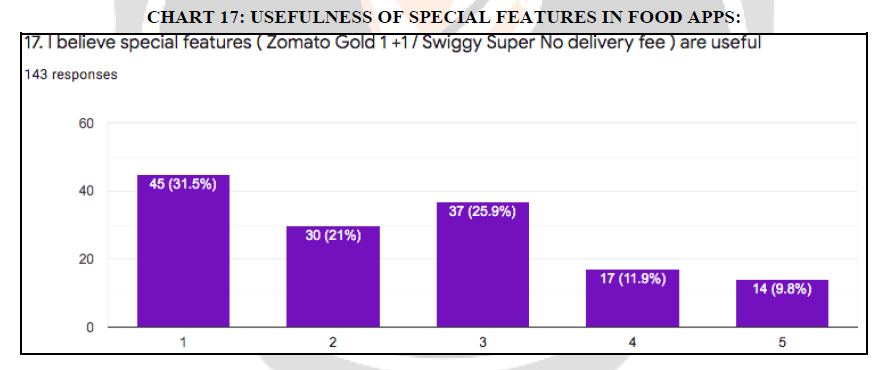 CHART 17: USEFULNESS OF SPECIAL FEATURES IN FOOD APPS:
17. I believe special features ( Zomato Gold 1 +1 / Swiggy Super No delivery fee ) are useful
143 responses
60
40
20
0
45 (31.5%)
30 (21%)
37 (25.9%)
17 (11.9%)
14 (9.8%)
1 2 3 4 5